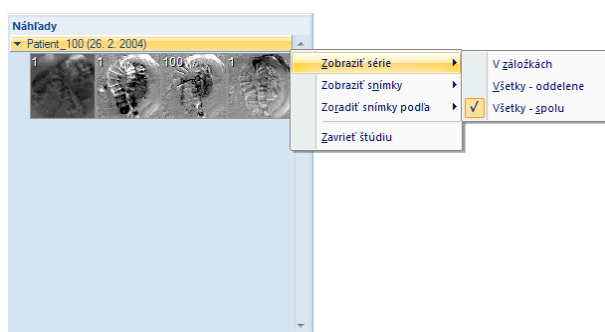 Náhľady
Patient_100 (26. 2. 2004)
1 1 100 1
Zobraziť série
Zobraziť snímky
Zoradiť snímky podľa
Zavrieť štúdiu
V záložkách
Všetky - oddelene
Všetky - spolu